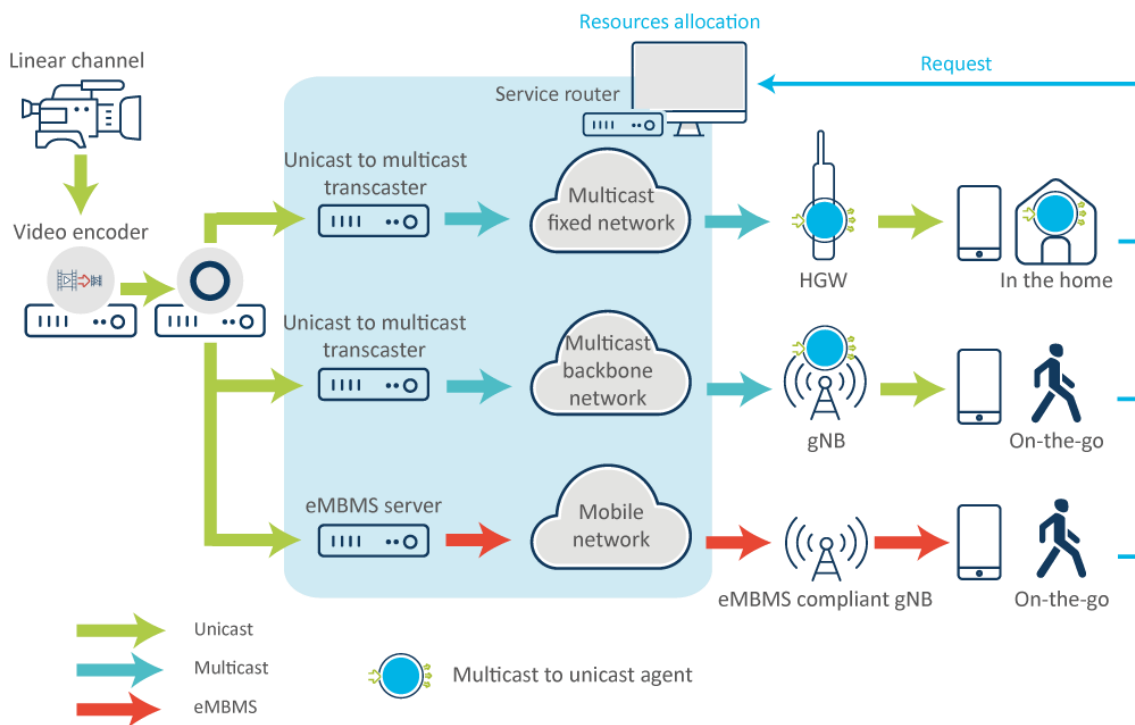 Resources allocation
Linear channel
Request
Service router
Unicast to multicast
transcaster
Multicast
fixed network
Video encoder
HGW
In the home
Unicast to multicast
transcaster
Multicast
backbone
network
gNB
On-the-go
eMBMS server
Mobile
network
eMBMS compliant gNB
On-the-go
Unicast
Multicast
eMBMS
Multicast to unicast agent